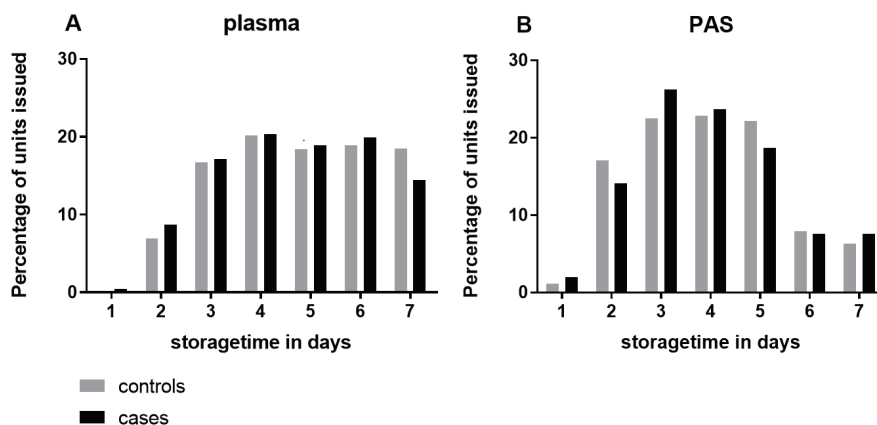 A
plasma
Percentage of units issued
30
20
10
0
1 2 3 4 5 6 7
storagetime in days
B
PAS
Percentage of units issued
30
20
10
0
1 2 3 4 5 6 7
storagetime in days
controls
cases